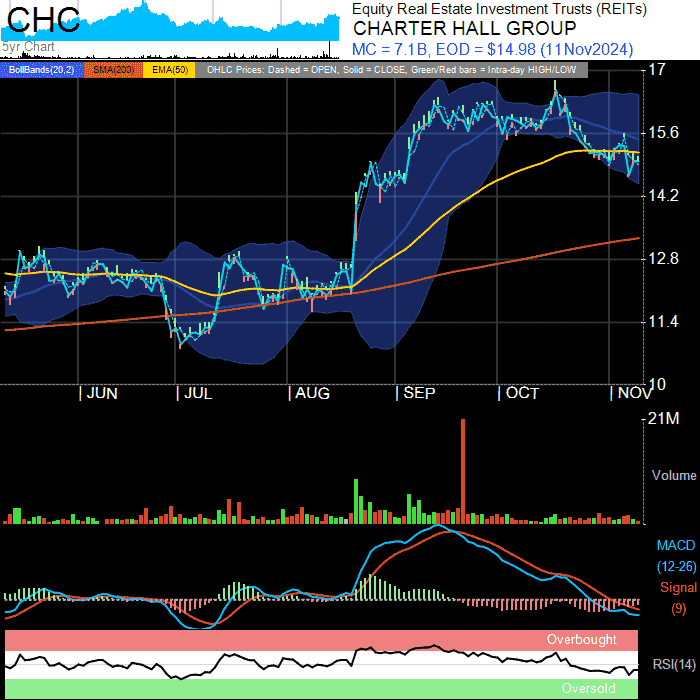 CHC
5yr Chart
Equity Real Estate Investment Trusts (REITs)
CHARTER HALL GROUP
MC = 7.1B, EOD = $14.98 (11Nov2024)
BollBands(20,2) SMA(200) EMA(50) OHLC Prices: Dashed = OPEN, Solid = CLOSE, Green/Red bars = Intra-day HIGH/LOW
17
15.6
14.2
12.8
11.4
10
| JUN | JUL | AUG | SEP | OCT | NOV
21M
Volume
MACD
(12-26)
Signal
(9)
Overbought
RSI(14)
Oversold